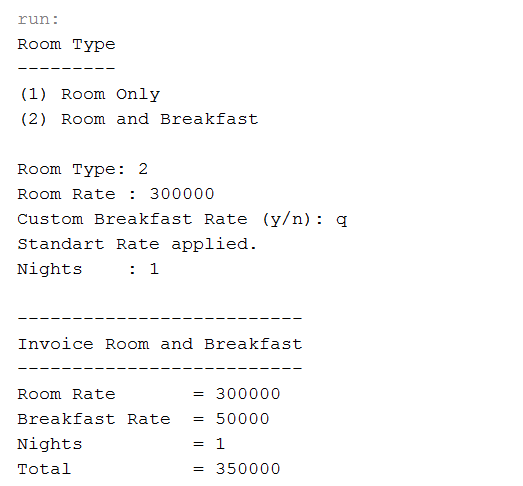 run:
Room Type
---------
(1) Room Only
(2) Room and Breakfast
Room Type: 2
Room Rate : 300000
Custom Breakfast Rate (y/n): q
Standart Rate applied.
Nights    : 1
--------------------------
Invoice Room and Breakfast
--------------------------
Room Rate       = 300000
Breakfast Rate  = 50000
Nights          = 1
Total           = 350000